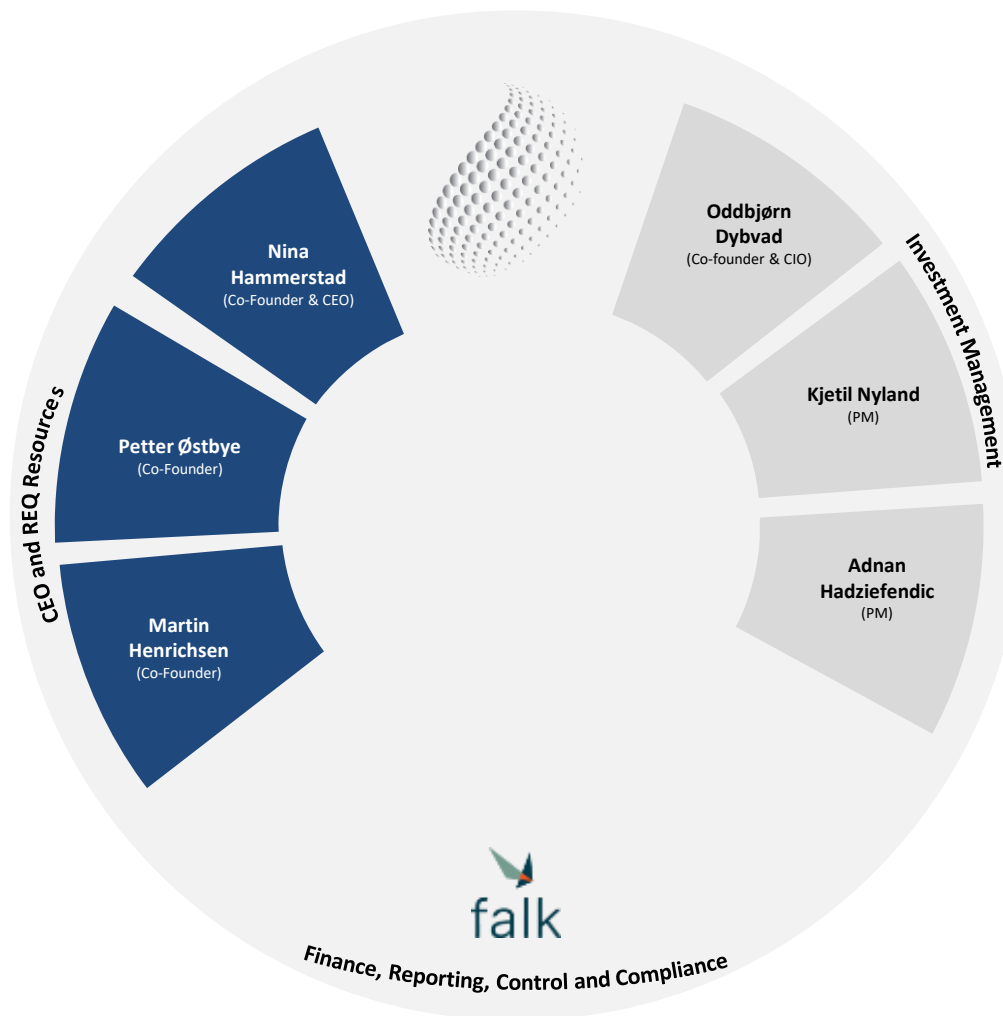 Nina
Hammerstad
(Co-Founder & CEO)
Petter Østbye
(Co-Founder)
Martin
Henrichsen
(Co-Founder)
CEO and REQ Resources
Oddbjørn
Dybvad
(Co-founder & CIO)
Kjetil Nyland
(PM)
Adnan
Hadziefendic
(PM)
Investment Management
falk
Finance, Reporting, Control and Compliance